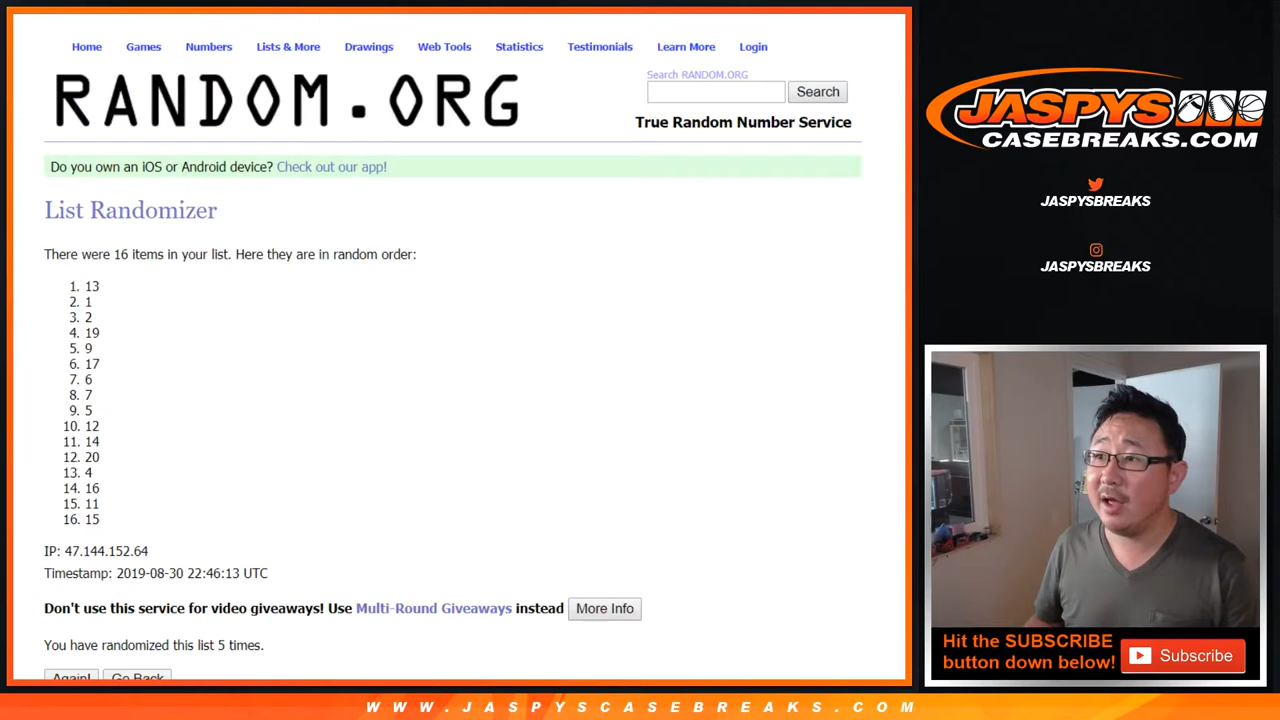 Home Games Numbers Lists & More Drawings Web Tools Statistics Testimonials Learn More Login
RANDOM.ORG
Search RANDOM.ORG
Search
True Random Number Service
Do you own an iOS or Android device? Check out our app!
List Randomizer
There were 16 items in your list. Here they are in random order:
1. 13
2. 1
3. 2
4. 19
5. 9
6. 17
7. 6
8. 7
9. 5
10. 12
11. 14
12. 20
13. 4
14. 16
15. 11
16. 15
IP: 47.144.152.64
Timestamp: 2019-08-30 22:46:13 UTC
Don't use this service for video giveaways! Use Multi-Round Giveaways instead More Info
You have randomized this list 5 times.
Again! Go Back
JASPYS
CASEBREAKS.COM
JASPYSBREAKS
JASPYSBREAKS
Hit the SUBSCRIBE
button down below!
Subscribe
WWW.JASPYSCASEBREAKS.COM